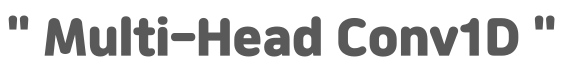 " Multi-Head Conv1D "